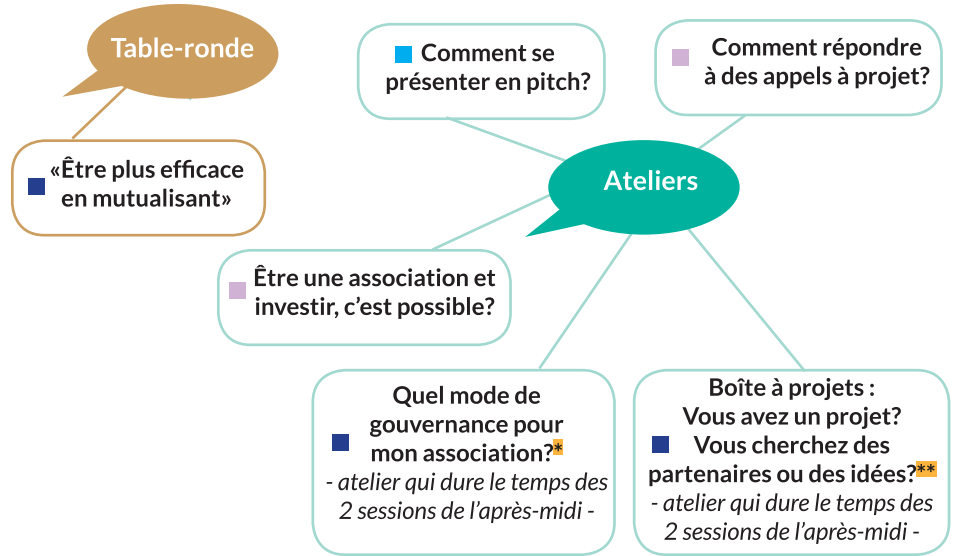 Table-ronde
«Être plus efficace
en mutualisant»
Comment se
présenter en pitch?
Comment répondre
à des appels à projet?
Ateliers
Être une association et
investir, c'est possible?
Quel mode de
gouvernance pour
mon association?*
- atelier qui dure le temps des
2 sessions de l'après-midi -
Boîte à projets :
Vous avez un projet?
Vous cherchez des
partenaires ou des idées?**
- atelier qui dure le temps des
2 sessions de l'après-midi -